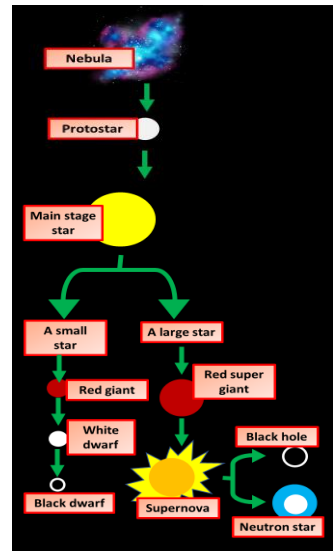 Nebula
Protostar
Main stage
star
A small
star
A large star
Red giant
Red super
giant
White
dwarf
Black hole
Black dwarf
Supernova
Neutron star